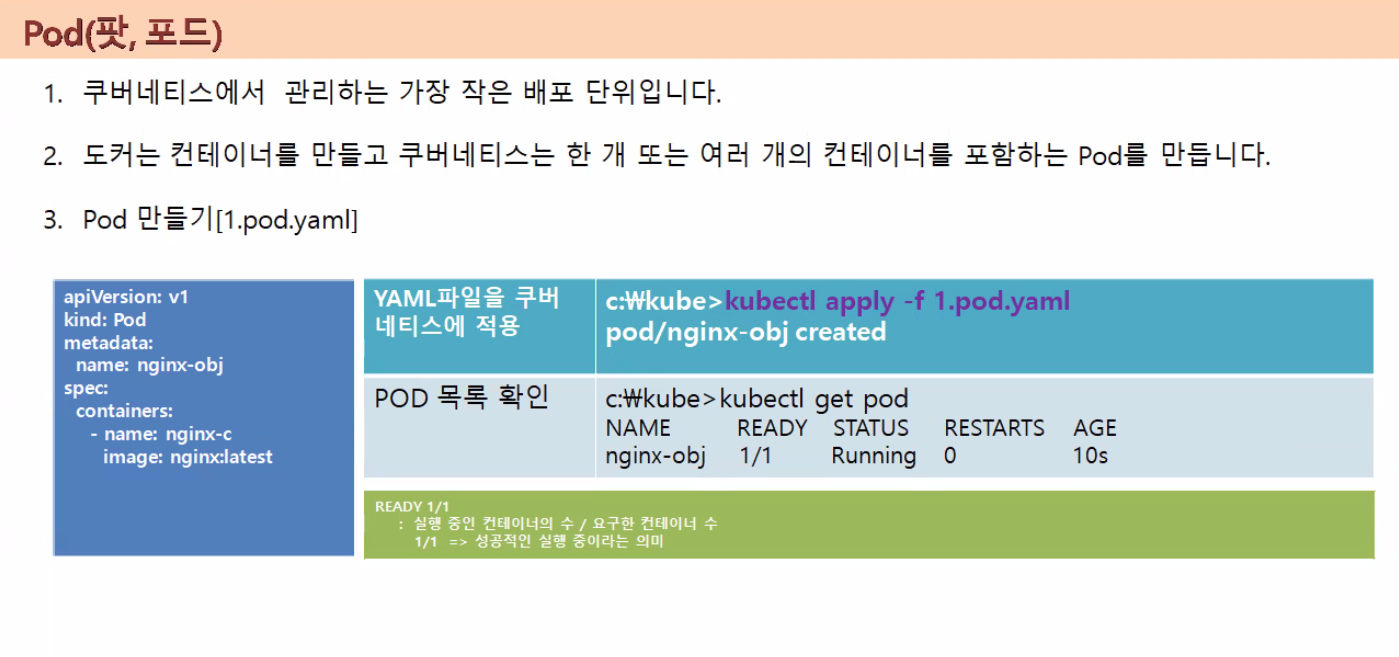 Pod(팟, 포드)
1. 쿠버네티스에서 관리하는 가장 작은 배포 단위입니다.
2. 도커는 컨테이너를 만들고 쿠버네티스는 한 개 또는 여러 개의 컨테이너를 포함하는 Pod를 만듭니다.
3. Pod 만들기[1.pod.yaml]
apiVersion: v1
kind: Pod
metadata:
  name: nginx-obj
spec:
  containers:
    - name: nginx-c
      image: nginx:latest
YAML파일을 쿠버
네티스에 적용
c:₩kube>kubectl apply -f 1.pod.yaml
pod/nginx-obj created
POD 목록 확인
c:₩kube>kubectl get pod
NAME READY STATUS RESTARTS AGE
nginx-obj 1/1 Running 0 10s
READY 1/1
: 실행 중인 컨테이너의 수 / 요구한 컨테이너 수
1/1 => 성공적인 실행 중이라는 의미